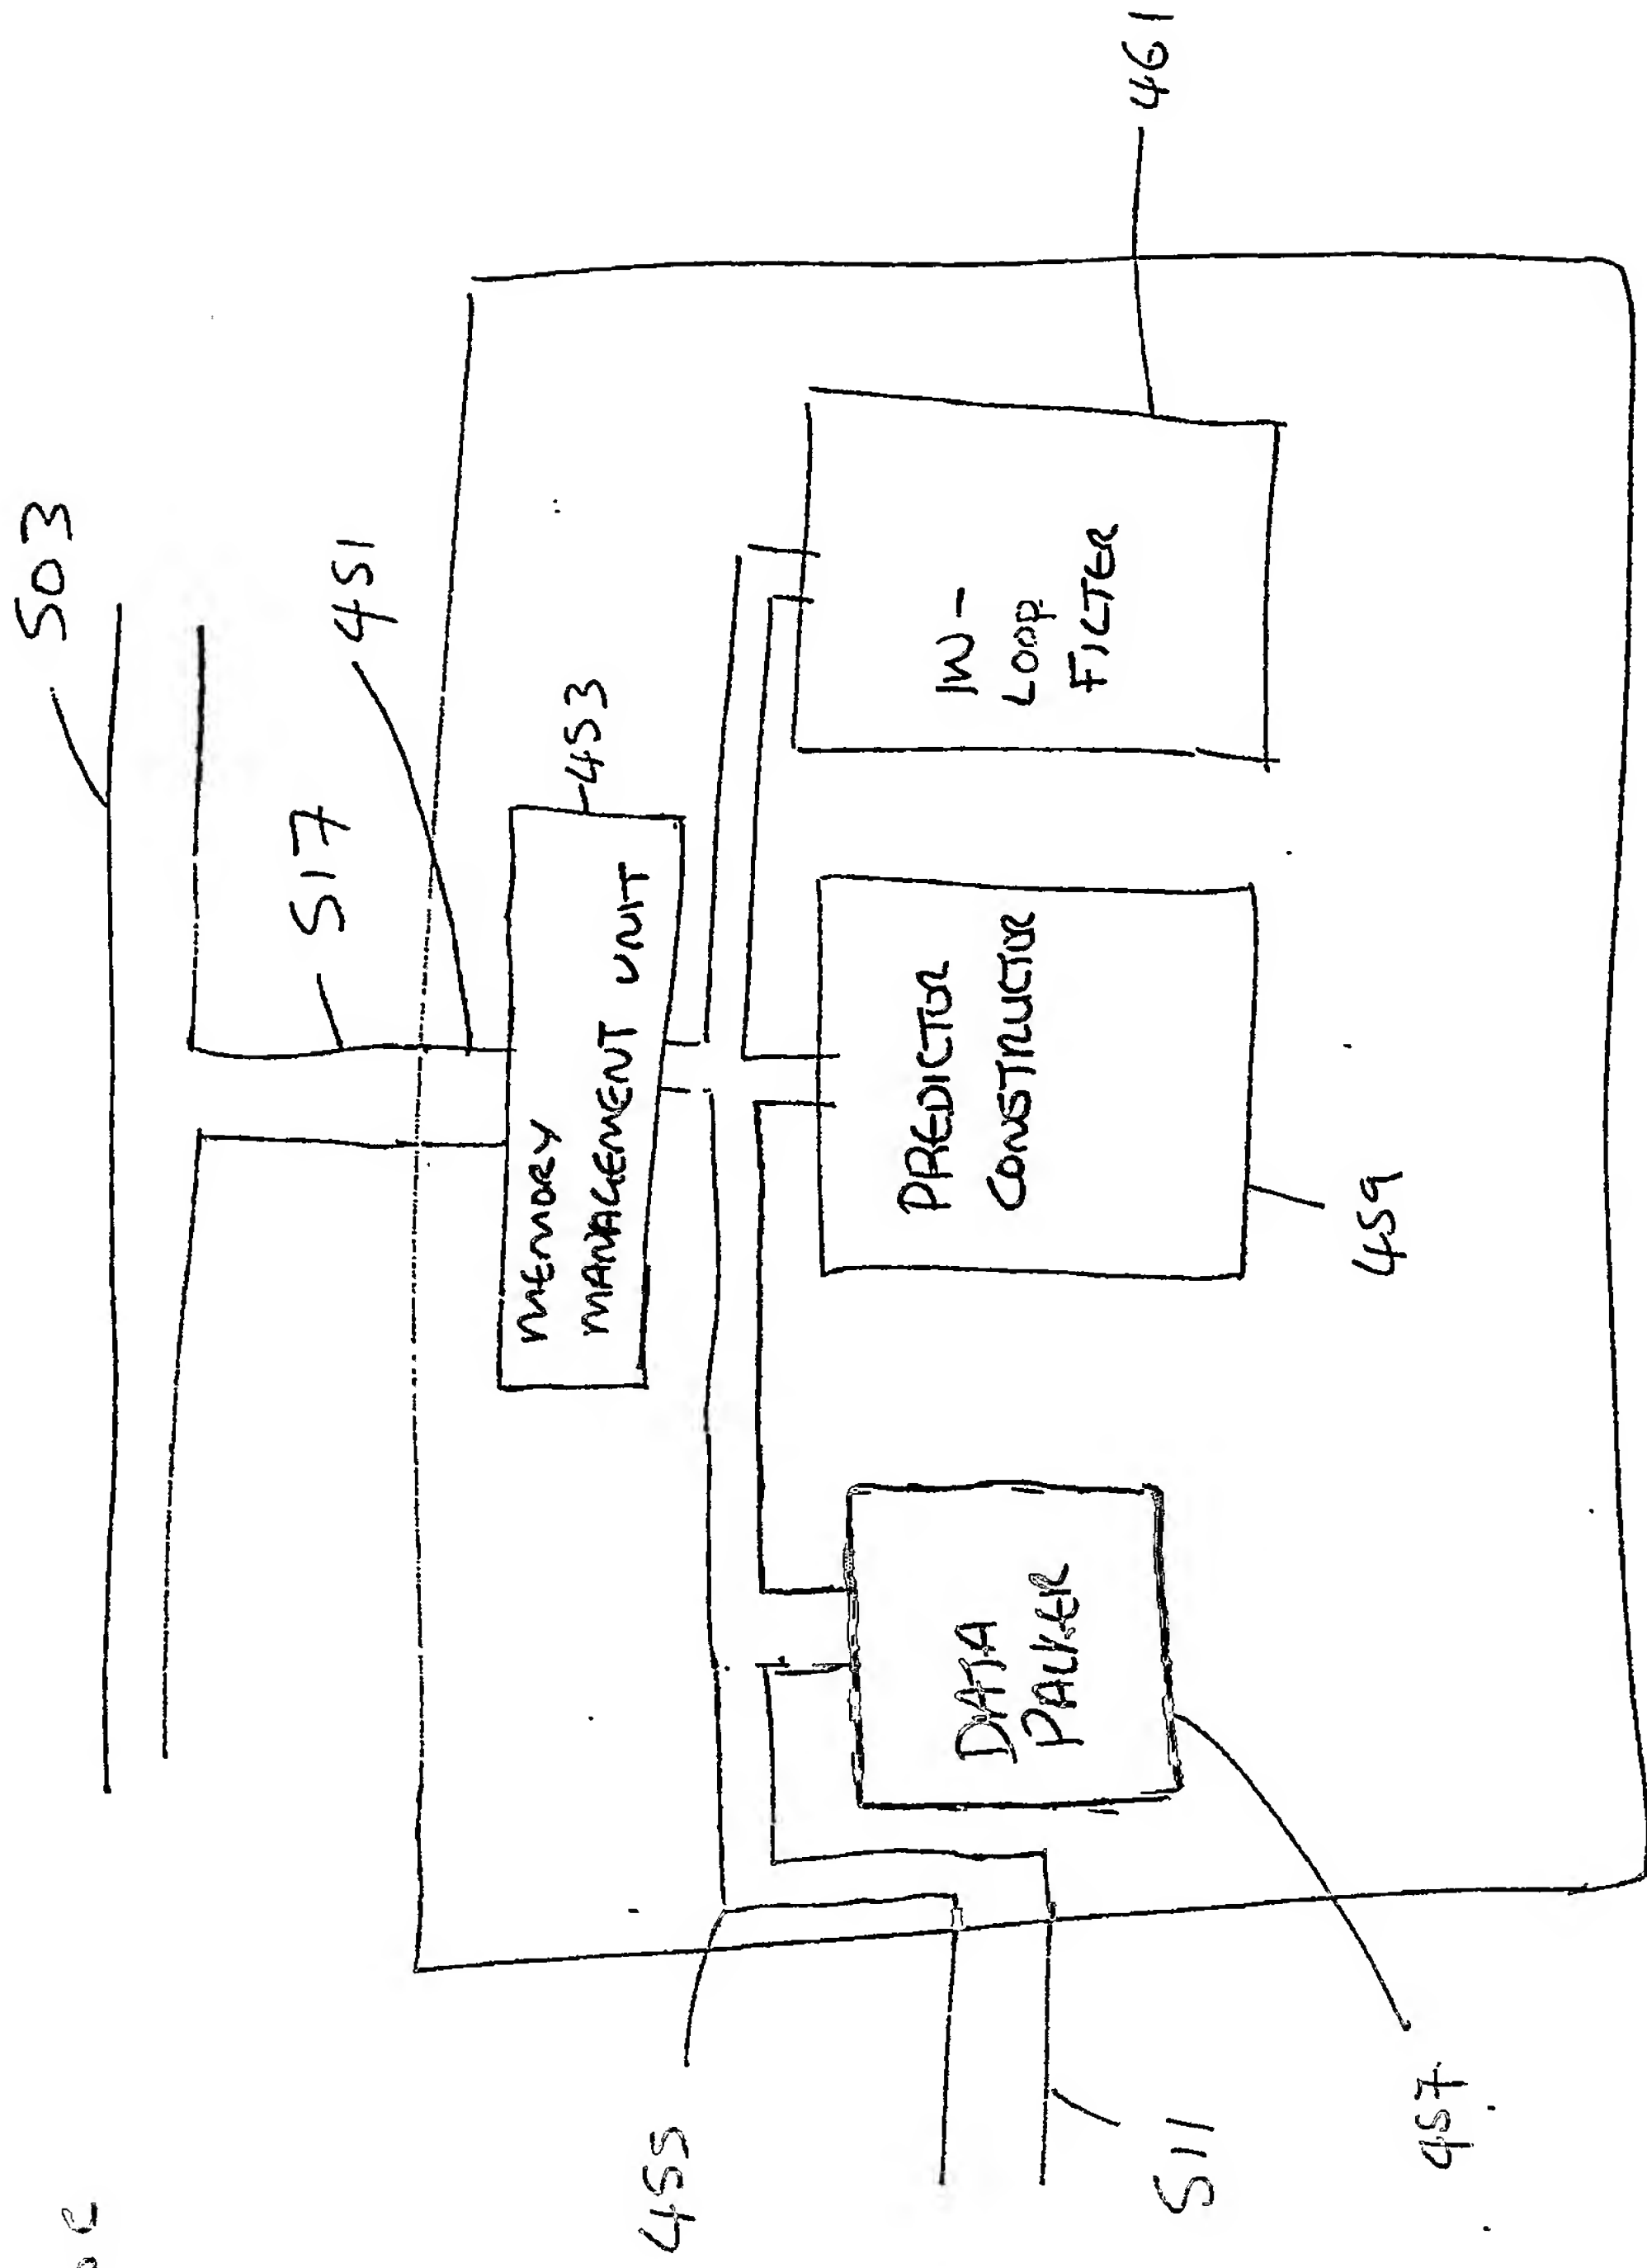 503
517
451
453
MEMORY
MANAGEMENT UNIT
455
511
DATA
PACKER
457
PREDICTOR
CONSTRUCTOR
459
IN-
LOOP
FILTER
461